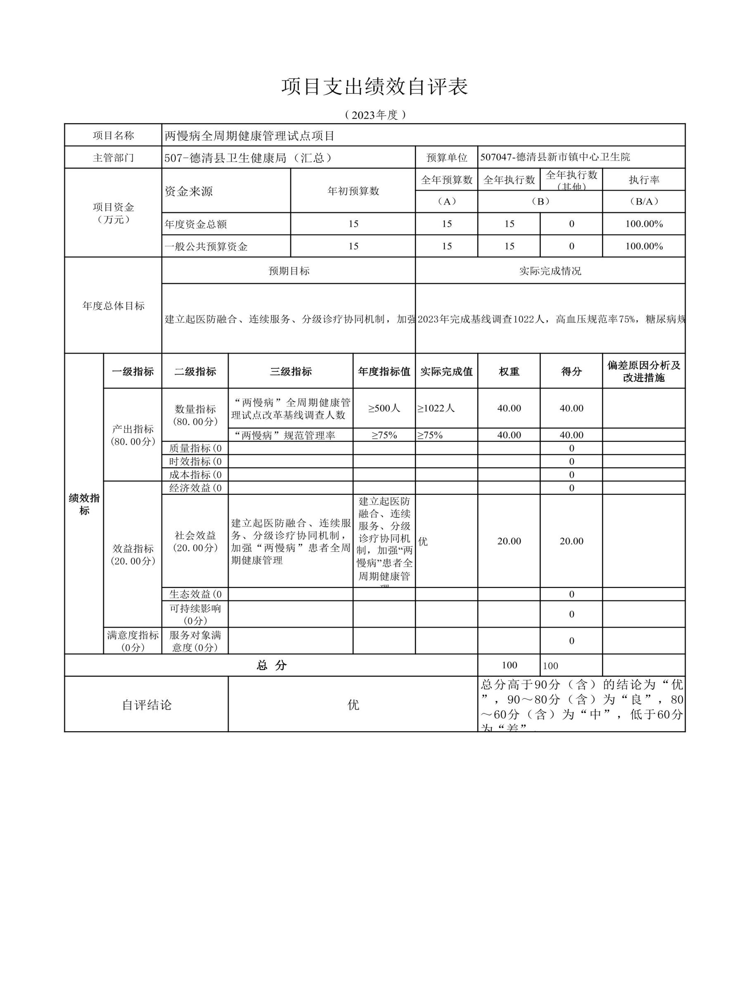 项目支出绩效自评表
（2023年度）
项目名称
两慢病全周期健康管理试点项目
主管部门
507-德清县卫生健康局（汇总）
预算单位
507047-德清县新市镇中心卫生院
项目资金
（万元）
资金来源
年初预算数
全年预算数
全年执行数
全年执行数
（其他）
执行率
（A）
（B）
（B/A）
年度资金总额
15
15
15
0
100.00%
一般公共预算资金
15
15
15
0
100.00%
年度总体目标
预期目标
实际完成情况
建立起医防融合、连续服务、分级诊疗协同机制，加强
2023年完成基线调查1022人，高血压规范率75%，糖尿病规
绩效指
标
一级指标
二级指标
三级指标
年度指标值
实际完成值
权重
得分
偏差原因分析及
改进措施
产出指标
(80.00分)
数量指标
(80.00分)
“两慢病”全周期健康管
理试点改革基线调查人数
≥500人
≥1022人
40.00
40.00
“两慢病”规范管理率
≥75%
≥75%
40.00
40.00
质量指标(0
0
时效指标(0
0
成本指标(0
0
效益指标
(20.00分)
经济效益(0
0
社会效益
(20.00分)
建立起医防融合、连续服
务、分级诊疗协同机制，
加强“两慢病”患者全周
期健康管理
建立起医防
融合、连续
服务、分级
诊疗协同机
制，加强“两
慢病”患者全
周期健康管
优
20.00
20.00
生态效益(0
0
可持续影响
(0分)
0
满意度指标
(0分)
服务对象满
意度(0分)
0
总 分
100
100
自评结论
优
总分高于90分（含）的结论为“优
”，90～80分（含）为“良”，80
～60分（含）为“中”，低于60分
为“差”.